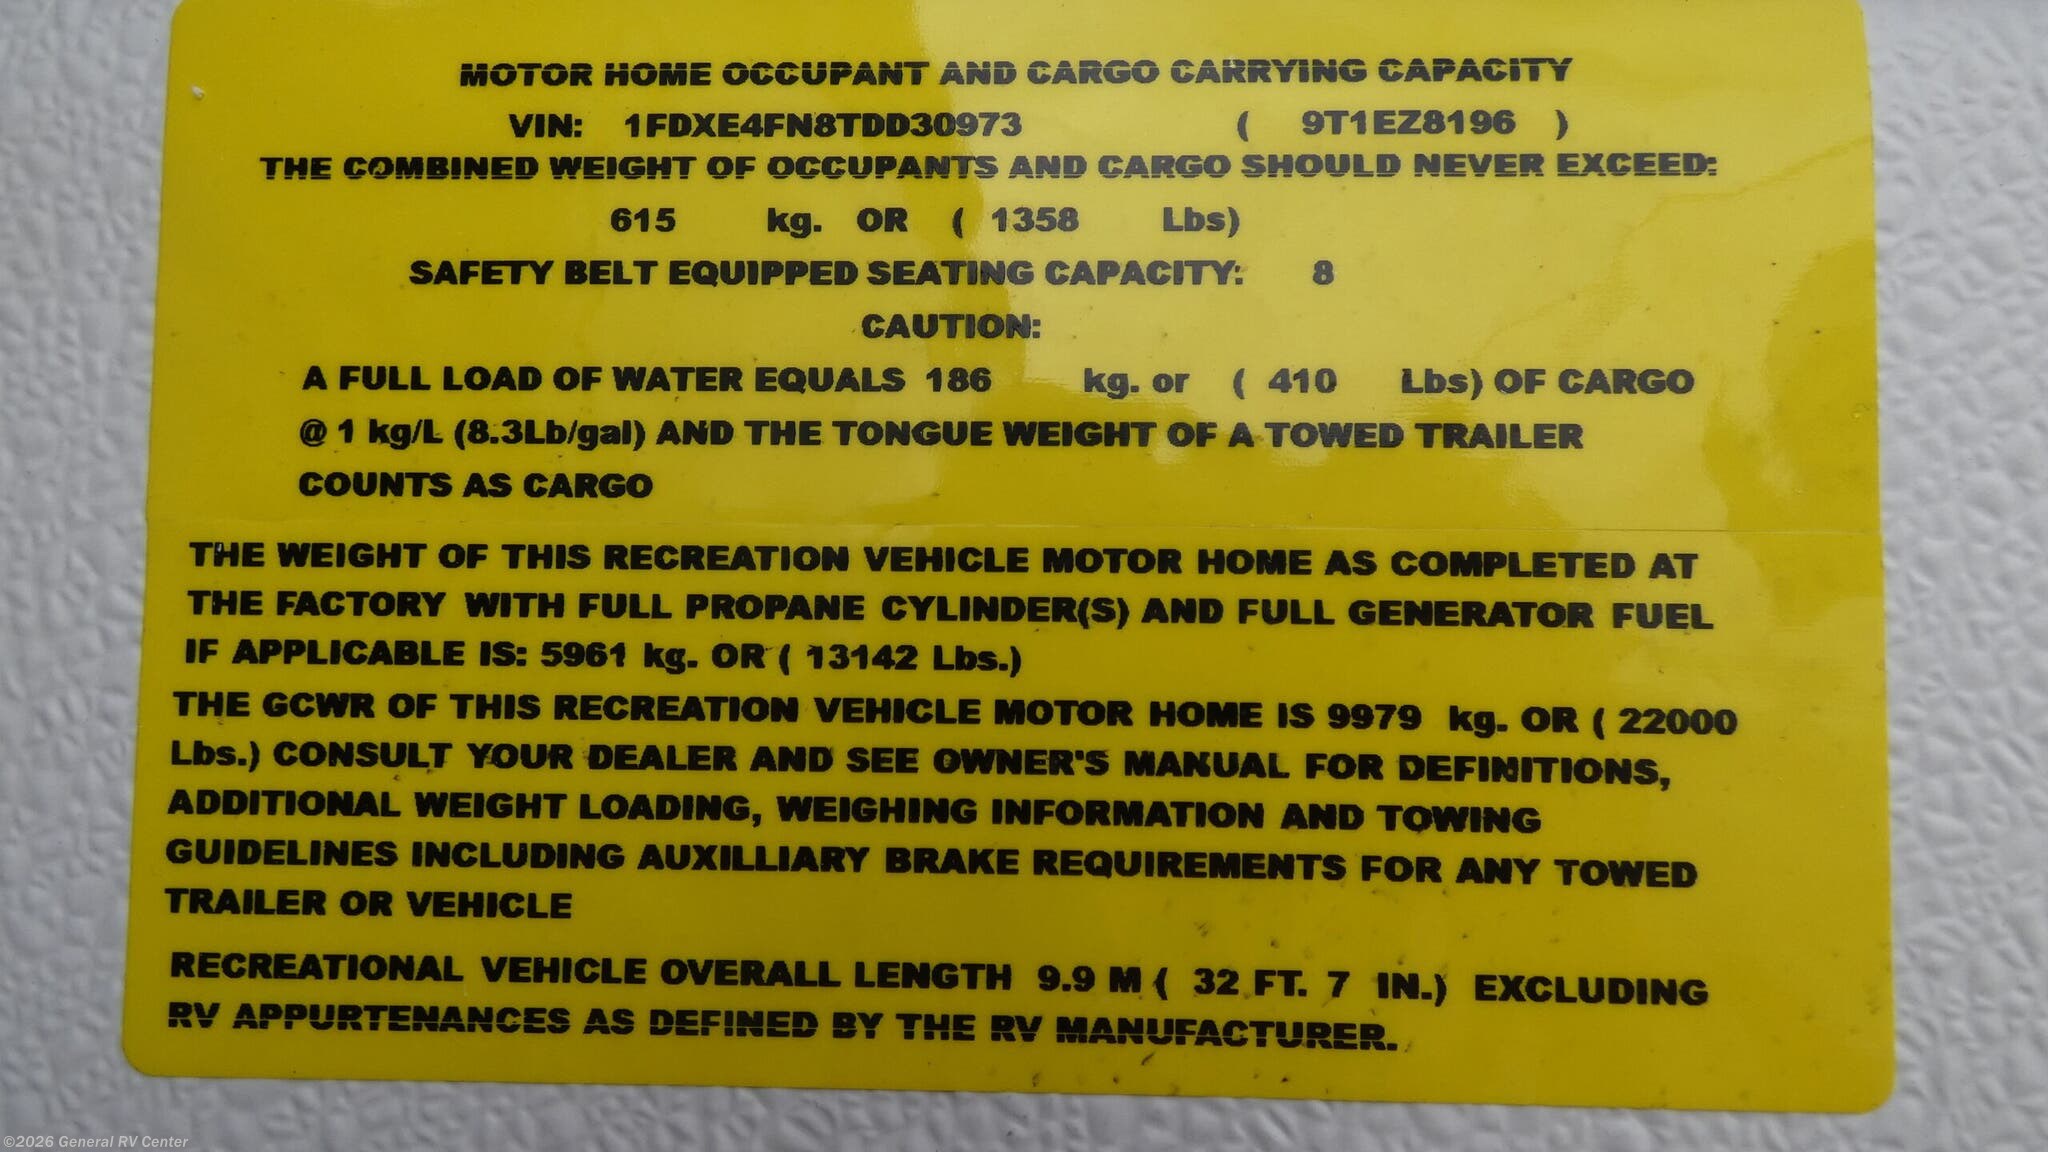 MOTOR HOME OCCUPANT AND CARGO CARRYING CAPACITY
VIN: 1FDXE4FN8TDD30973 ( 9T1EZ8196 )
THE COMBINED WEIGHT OF OCCUPANTS AND CARGO SHOULD NEVER EXCEED:
615 kg. OR ( 1358 Lbs)
SAFETY BELT EQUIPPED SEATING CAPACITY: 8
CAUTION:
A FULL LOAD OF WATER EQUALS 186 kg. or ( 410 Lbs) OF CARGO
@ 1 kg/L (8.3Lb/gal) AND THE TONGUE WEIGHT OF A TOWED TRAILER
COUNTS AS CARGO
THE WEIGHT OF THIS RECREATION VEHICLE MOTOR HOME AS COMPLETED AT
THE FACTORY WITH FULL PROPANE CYLINDER(S) AND FULL GENERATOR FUEL
IF APPLICABLE IS: 5961 kg. OR ( 13142 Lbs.)
THE GCWR OF THIS RECREATION VEHICLE MOTOR HOME IS 9979 kg. OR ( 22000
Lbs.) CONSULT YOUR DEALER AND SEE OWNER'S MANUAL FOR DEFINITIONS,
ADDITIONAL WEIGHT LOADING, WEIGHING INFORMATION AND TOWING
GUIDELINES INCLUDING AUXILLIARY BRAKE REQUIREMENTS FOR ANY TOWED
TRAILER OR VEHICLE
RECREATIONAL VEHICLE OVERALL LENGTH 9.9 M ( 32 FT. 7 IN.) EXCLUDING
RV APPURTENANCES AS DEFINED BY THE RV MANUFACTURER.
©2026 General RV Center